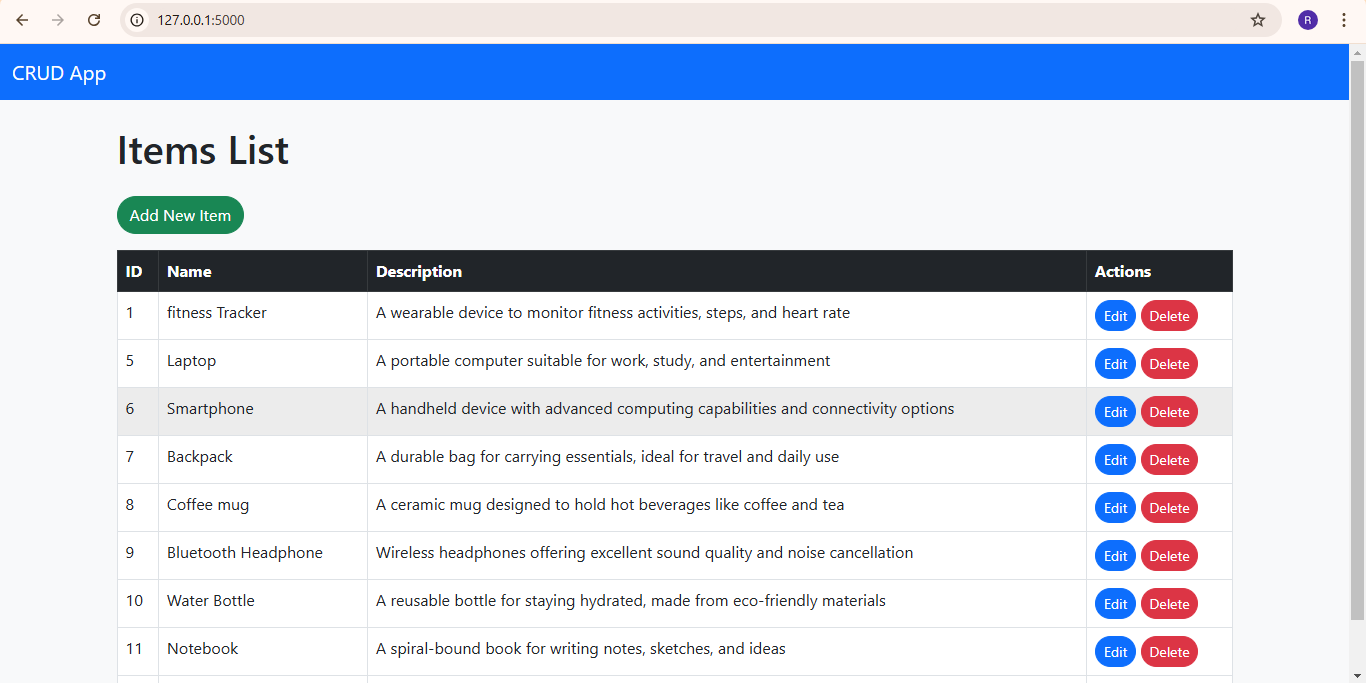 127.0.0.1:5000
R
CRUD App
Items List
Add New Item
ID Name Description Actions
1 fitness Tracker A wearable device to monitor fitness activities, steps, and heart rate Edit Delete
5 Laptop A portable computer suitable for work, study, and entertainment Edit Delete
6 Smartphone A handheld device with advanced computing capabilities and connectivity options Edit Delete
7 Backpack A durable bag for carrying essentials, ideal for travel and daily use Edit Delete
8 Coffee mug A ceramic mug designed to hold hot beverages like coffee and tea Edit Delete
9 Bluetooth Headphone Wireless headphones offering excellent sound quality and noise cancellation Edit Delete
10 Water Bottle A reusable bottle for staying hydrated, made from eco-friendly materials Edit Delete
11 Notebook A spiral-bound book for writing notes, sketches, and ideas Edit Delete